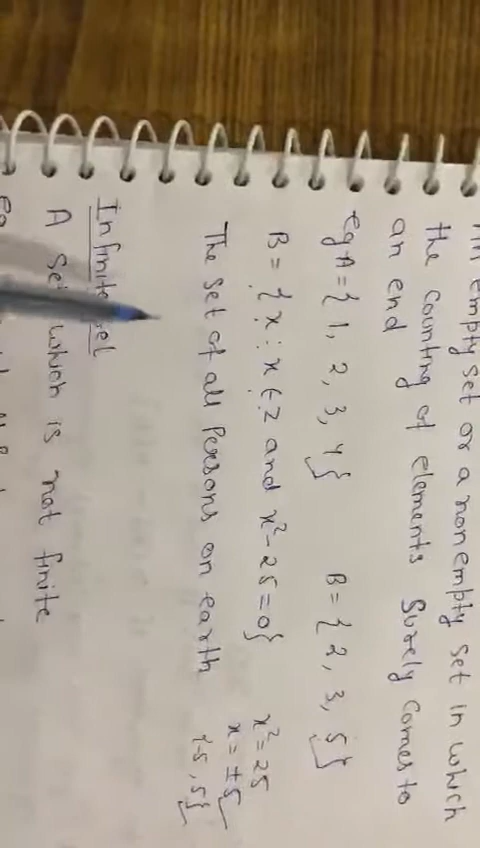 An empty set or a nonempty set in which
the counting of elements Surely comes to
an end
eg A = {1, 2, 3, 4} B = {2, 3, 5}
B = {x : x ∈ Z and x² - 25 = 0} x² = 25
x = ±5
The set of all Persons on earth {-5, 5}
Infinite set
A set which is not finite
eg